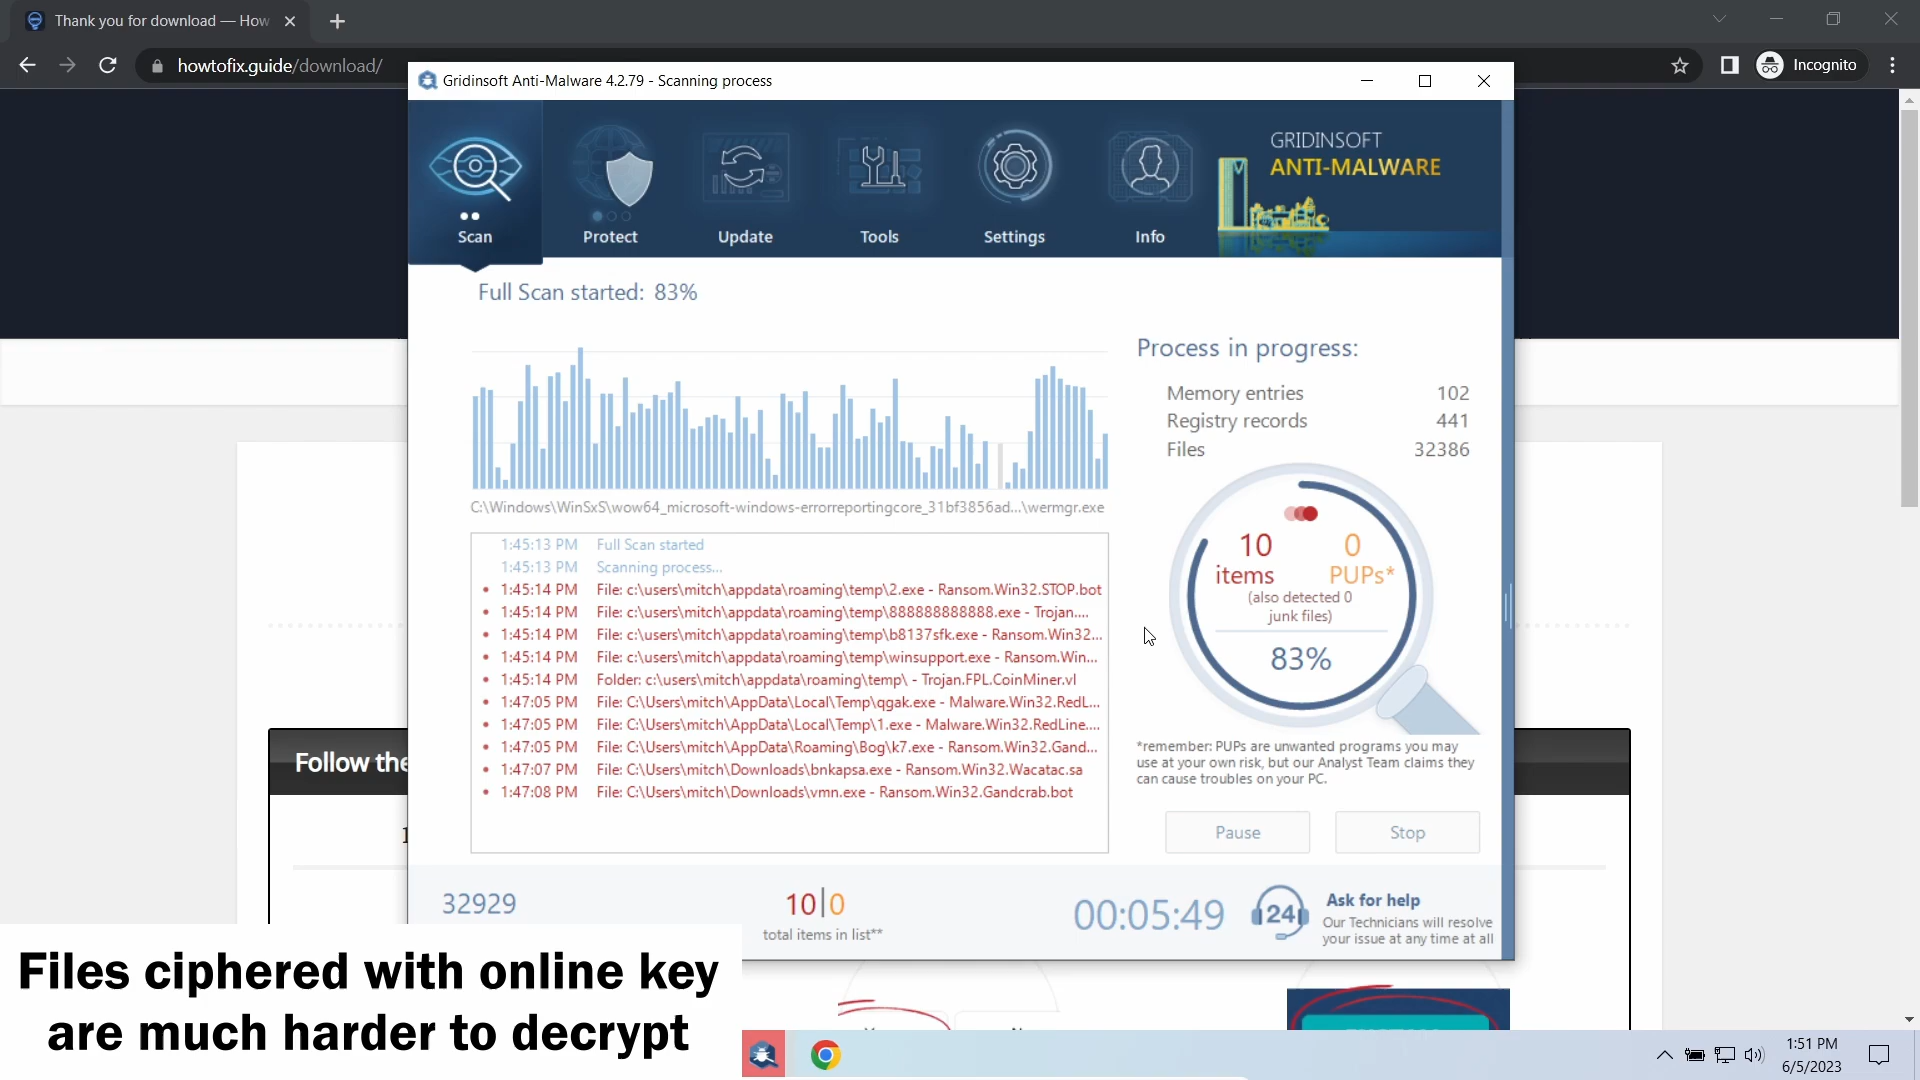 Thank you for download — How
howtofix.guide/download/
Incognito
Gridinsoft Anti-Malware 4.2.79 - Scanning process
Scan
Protect
Update
Tools
Settings
Info
GRIDINSOFT
ANTI-MALWARE
Full Scan started: 83%
C:\Windows\WinSxS\wow64_microsoft-windows-errorreportingcore_31bf3856ad...\wermgr.exe
1:45:13 PM Full Scan started
1:45:13 PM Scanning process...
• 1:45:14 PM File: c:\users\mitch\appdata\roaming\temp\2.exe - Ransom.Win32.STOP.bot
• 1:45:14 PM File: c:\users\mitch\appdata\roaming\temp\888888888888.exe - Trojan....
• 1:45:14 PM File: c:\users\mitch\appdata\roaming\temp\b8137sfk.exe - Ransom.Win32...
• 1:45:14 PM File: c:\users\mitch\appdata\roaming\temp\winsupport.exe - Ransom.Win...
• 1:45:14 PM Folder: c:\users\mitch\appdata\roaming\temp\ - Trojan.FPL.CoinMiner.vl
• 1:47:05 PM File: C:\Users\mitch\AppData\Local\Temp\qgak.exe - Malware.Win32.RedL...
• 1:47:05 PM File: C:\Users\mitch\AppData\Local\Temp\1.exe - Malware.Win32.RedLine....
• 1:47:05 PM File: C:\Users\mitch\AppData\Roaming\Bog\k7.exe - Ransom.Win32.Gand...
• 1:47:07 PM File: C:\Users\mitch\Downloads\bnkapsa.exe - Ransom.Win32.Wacatac.sa
• 1:47:08 PM File: C:\Users\mitch\Downloads\vmn.exe - Ransom.Win32.Gandcrab.bot
Process in progress:
Memory entries 102
Registry records 441
Files 32386
10 0
items PUPs*
(also detected 0
junk files)
83%
*remember: PUPs are unwanted programs you may
use at your own risk, but our Analyst Team claims they
can cause troubles on your PC.
Pause
Stop
32929
10|0
total items in list**
00:05:49
24
Ask for help
Our Technicians will resolve
your issue at any time at all
Follow the
1
Files ciphered with online key
are much harder to decrypt
1:51 PM
6/5/2023